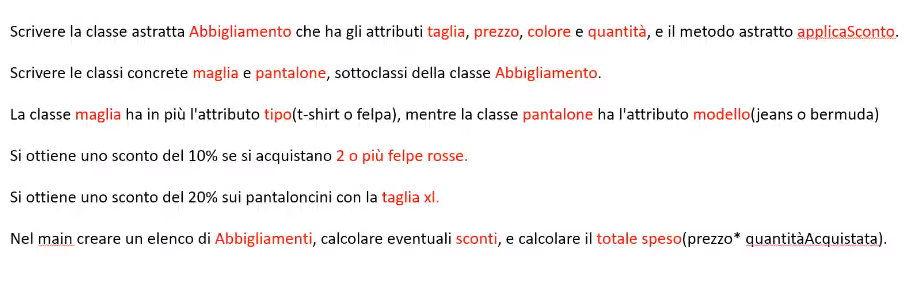 Scrivere la classe astratta Abbigliamento che ha gli attributi taglia, prezzo, colore e quantità, e il metodo astratto applicaSconto.
Scrivere le classi concrete maglia e pantalone, sottoclassi della classe Abbigliamento.
La classe maglia ha in più l'attributo tipo(t-shirt o felpa), mentre la classe pantalone ha l'attributo modello(jeans o bermuda)
Si ottiene uno sconto del 10% se si acquistano 2 o più felpe rosse.
Si ottiene uno sconto del 20% sui pantaloncini con la taglia xl.
Nel main creare un elenco di Abbigliamenti, calcolare eventuali sconti, e calcolare il totale speso(prezzo* quantitàAcquistata).